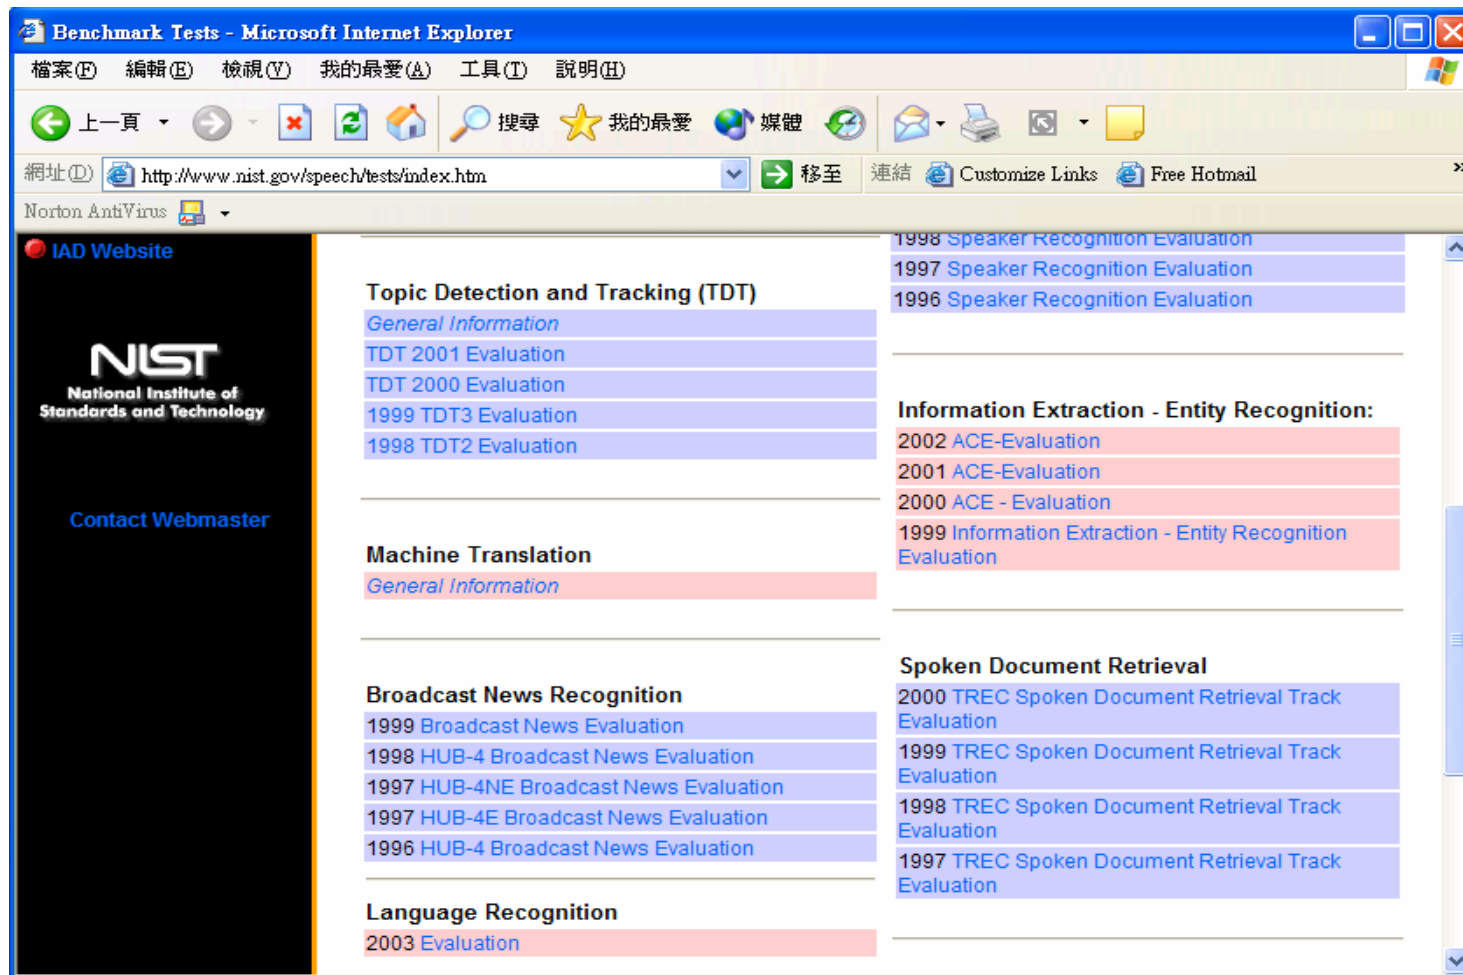 Benchmark Tests - Microsoft Internet Explorer
檔案(F) 編輯(E) 檢視(V) 我的最愛(A) 工具(T) 說明(H)
上一頁 搜尋 我的最愛 媒體
網址(D) http://www.nist.gov/speech/tests/index.htm 移至 連結 Customize Links Free Hotmail »
Norton AntiVirus
IAD Website
NIST
National Institute of
Standards and Technology
Contact Webmaster
Topic Detection and Tracking (TDT)
General Information
TDT 2001 Evaluation
TDT 2000 Evaluation
1999 TDT3 Evaluation
1998 TDT2 Evaluation
Machine Translation
General Information
Broadcast News Recognition
1999 Broadcast News Evaluation
1998 HUB-4 Broadcast News Evaluation
1997 HUB-4NE Broadcast News Evaluation
1997 HUB-4E Broadcast News Evaluation
1996 HUB-4 Broadcast News Evaluation
Language Recognition
2003 Evaluation
1998 Speaker Recognition Evaluation
1997 Speaker Recognition Evaluation
1996 Speaker Recognition Evaluation
Information Extraction - Entity Recognition:
2002 ACE-Evaluation
2001 ACE-Evaluation
2000 ACE - Evaluation
1999 Information Extraction - Entity Recognition
Evaluation
Spoken Document Retrieval
2000 TREC Spoken Document Retrieval Track
Evaluation
1999 TREC Spoken Document Retrieval Track
Evaluation
1998 TREC Spoken Document Retrieval Track
Evaluation
1997 TREC Spoken Document Retrieval Track
Evaluation